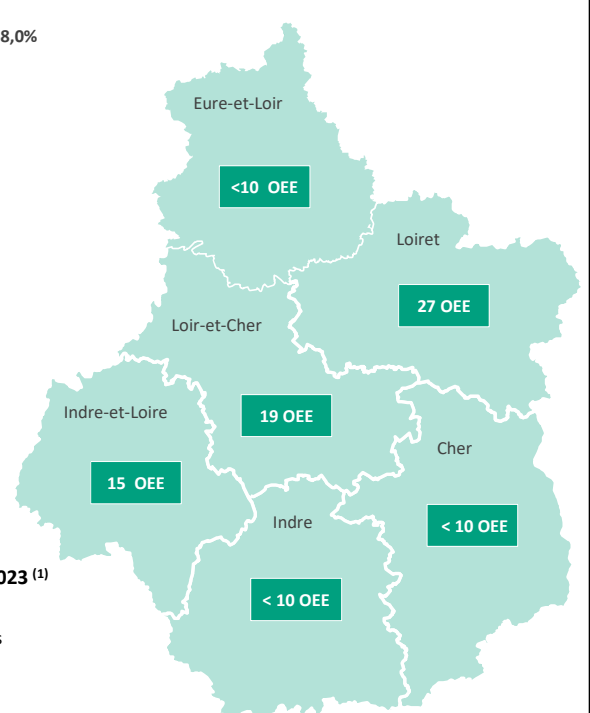 8,0%
Eure-et-Loir
<10 OEE
Loiret
27 OEE
Loir-et-Cher
19 OEE
Indre-et-Loire
15 OEE
Cher
< 10 OEE
Indre
023 (1)
< 10 OEE
s